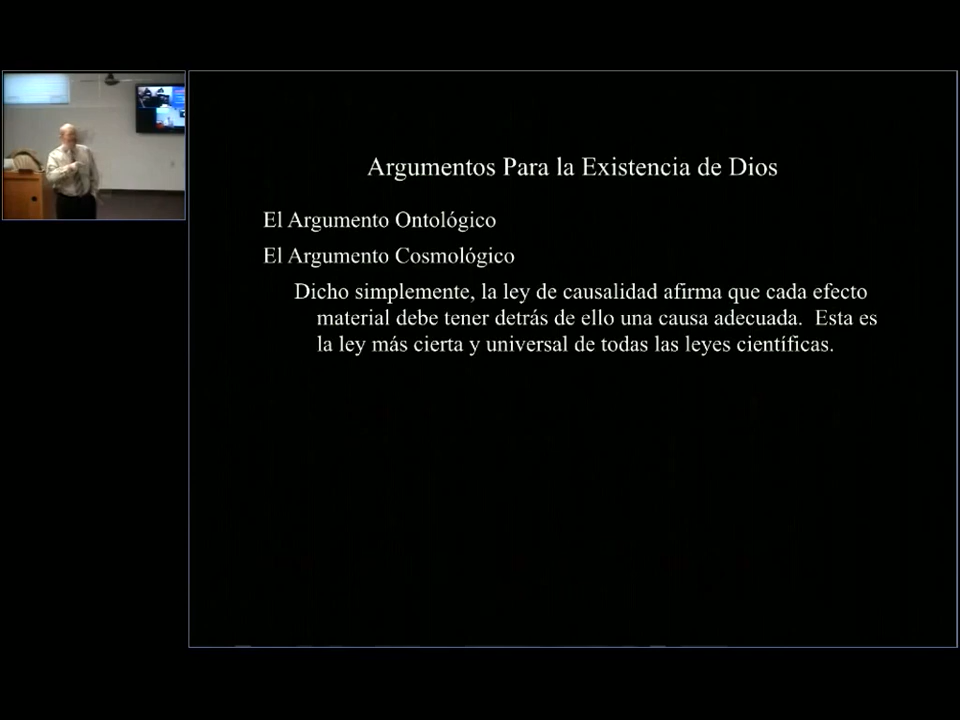 Argumentos Para la Existencia de Dios
El Argumento Ontológico
El Argumento Cosmológico
Dicho simplemente, la ley de causalidad afirma que cada efecto
material debe tener detrás de ello una causa adecuada.  Esta es
la ley más cierta y universal de todas las leyes científicas.